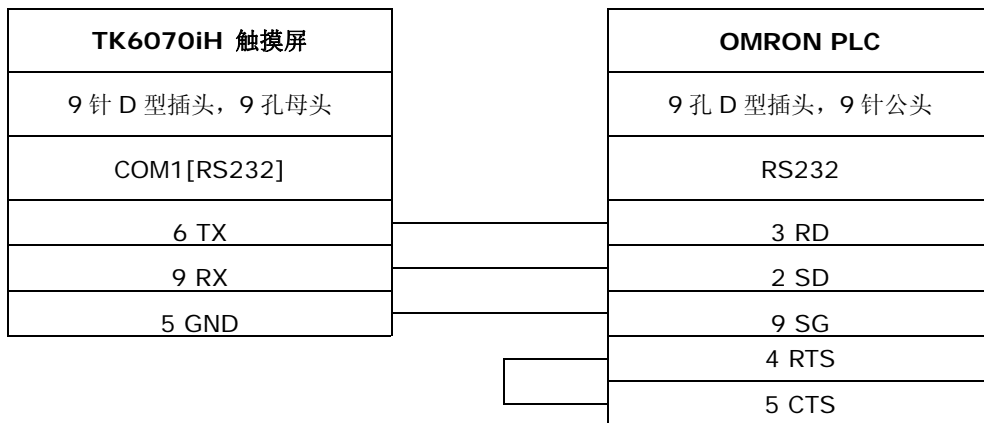 TK6070iH 触摸屏
9 针 D 型插头，9 孔母头
COM1[RS232]
6 TX
9 RX
5 GND
OMRON PLC
9 孔 D 型插头，9 针公头
RS232
3 RD
2 SD
9 SG
4 RTS
5 CTS